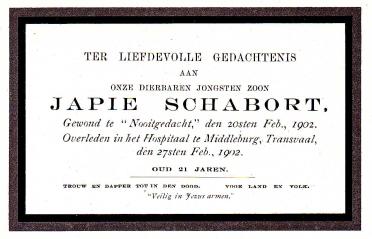 TER LIEFDEVOLLE GEDACHTENIS
AAN
ONZE DIERBAREN JONGSTEN ZOON
JAPIE SCHABORT,
Gewond te "Nooitgedacht," den 20sten Feb., 1902.
Overleden in het Hospitaal te Middleburg, Transvaal,
den 27sten Feb., 1902.
OUD 21 JAREN.
TROUW EN DAPPER TOT IN DEN DOOD. VOOR LAND EN VOLK.
"Veilig in Jezus armen."